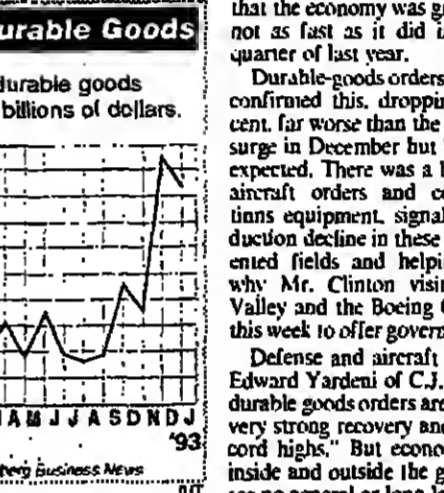 urable Goods
durable goods
billions of dollars.
A M J J A S D N D J
'93
Business News
that the economy was g
not as fast as it did i
quarter of last year.
Durable-goods orders
confirmed this, droppin
cent, far worse than the
surge in December but
expected. There was a l
aircraft orders and c
tions equipment, signal
duction decline in these
ented fields and helpi
why Mr. Clinton visi
Valley and the Boeing
this week to offer govern
Defense and aircraft
Edward Yardeni of C.J.
durable goods orders are
very strong recovery and
cord highs." But econo
inside and outside the g